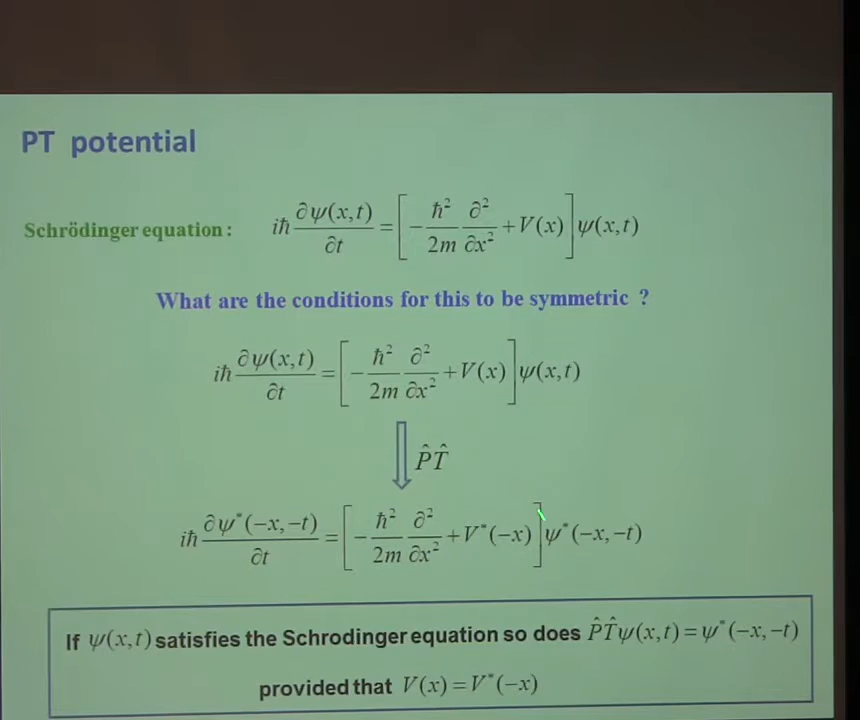 PT potential
Schrödinger equation: iħ ∂ψ(x,t)/∂t = [−ħ²/2m ∂²/∂x² + V(x)] ψ(x,t)
What are the conditions for this to be symmetric ?
iħ ∂ψ(x,t)/∂t = [−ħ²/2m ∂²/∂x² + V(x)] ψ(x,t)
P̂T̂
iħ ∂ψ*(−x,−t)/∂t = [−ħ²/2m ∂²/∂x² + V*(−x)] ψ*(−x,−t)
If ψ(x,t) satisfies the Schrodinger equation so does P̂T̂ψ(x,t) = ψ*(−x,−t)
provided that V(x) = V*(−x)